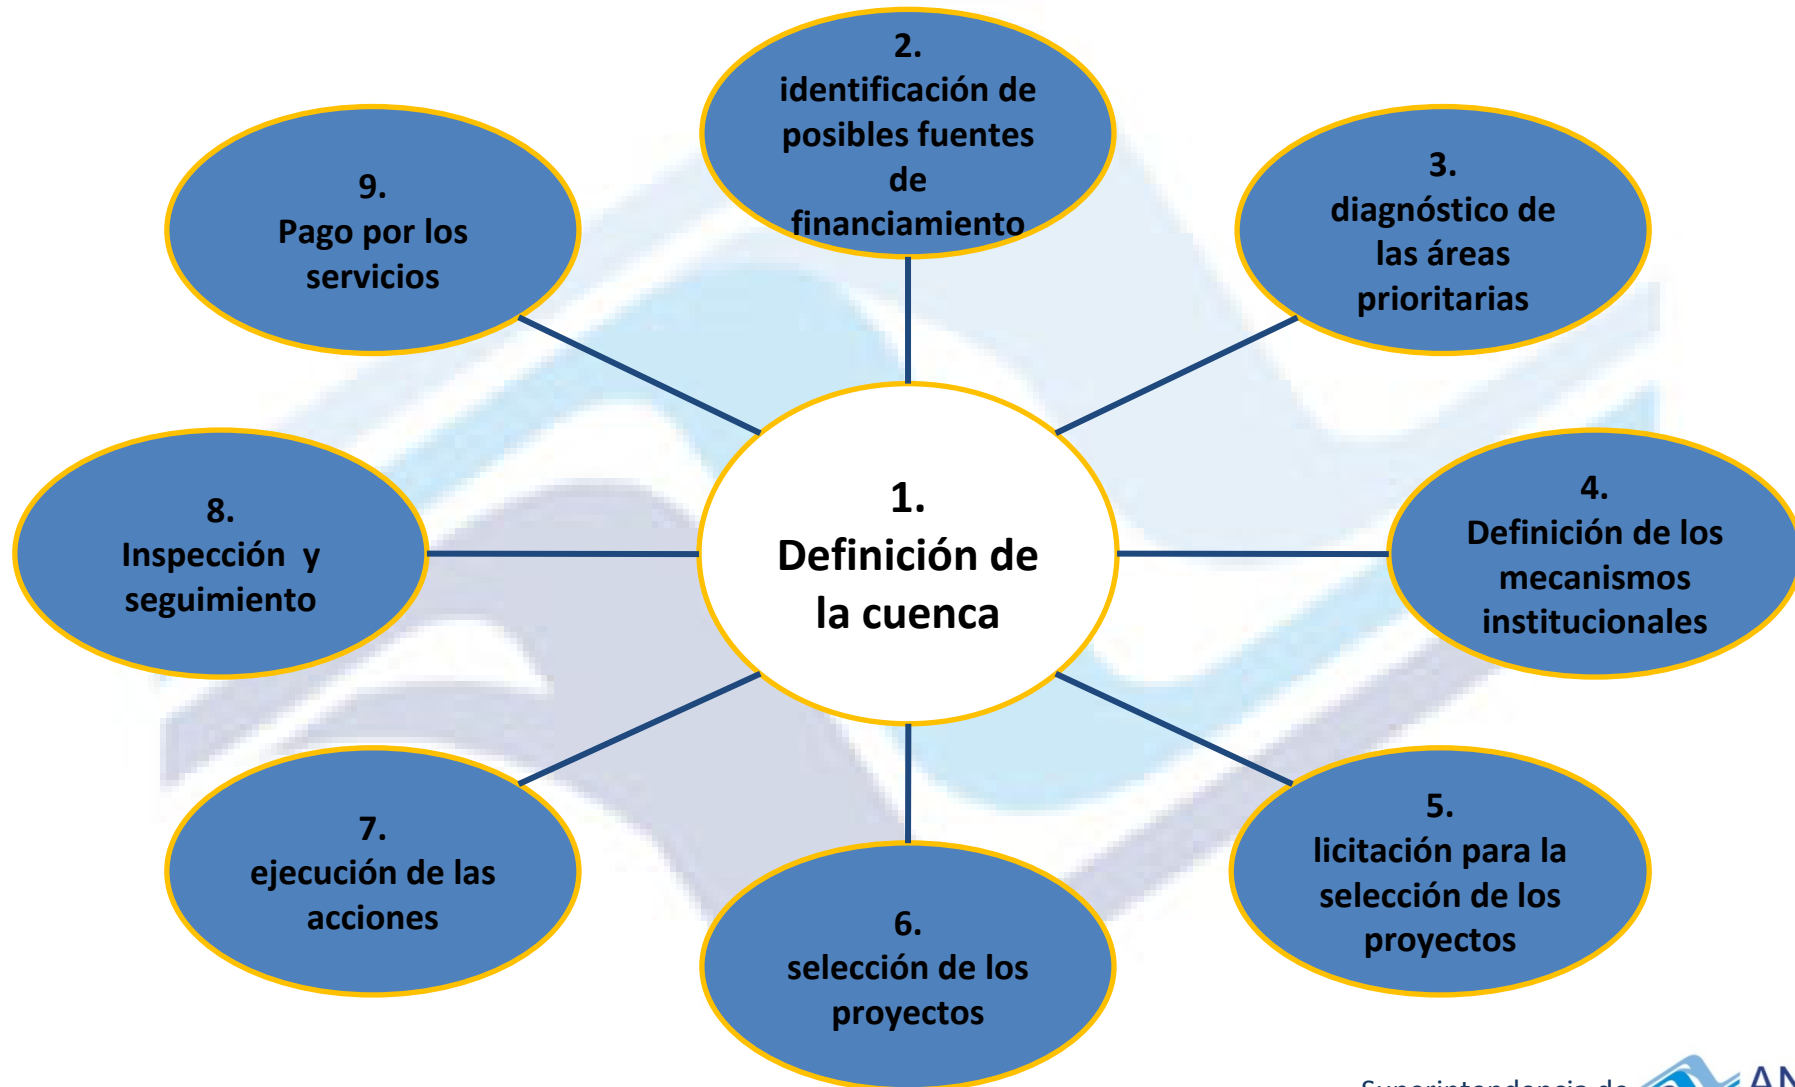 1.
Definición de
la cuenca
2.
identificación de
posibles fuentes
de
financiamiento
3.
diagnóstico de
las áreas
prioritarias
4.
Definición de los
mecanismos
institucionales
5.
licitación para la
selección de los
proyectos
6.
selección de los
proyectos
7.
ejecución de las
acciones
8.
Inspección  y
seguimiento
9.
Pago por los
servicios
Superintendencia de